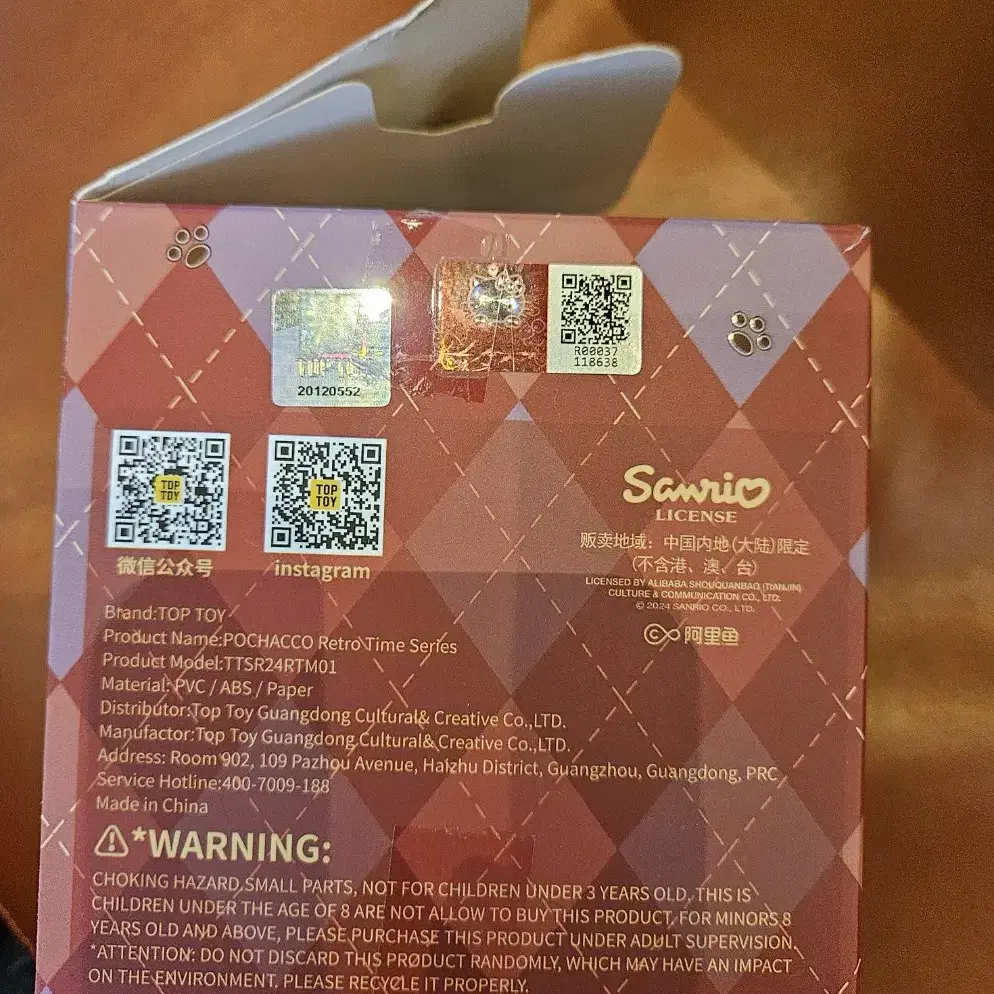 20120552
R00037
118638
TOP
TOY
TOP
TOY
微信公众号
instagram
Sanrio
LICENSE
贩卖地域：中国内地(大陆)限定
(不含港、澳、台)
LICENSED BY ALIBABA SHOUQUANBAO (TIANJIN)
CULTURE & COMMUNICATION CO., LTD.
© 2024 SANRIO CO., LTD.
阿里鱼
Brand:TOP TOY
Product Name:POCHACCO Retro Time Series
Product Model:TTSR24RTM01
Material: PVC / ABS / Paper
Distributor:Top Toy Guangdong Cultural& Creative Co.,LTD.
Manufactor:Top Toy Guangdong Cultural& Creative Co.,LTD.
Address: Room 902, 109 Pazhou Avenue, Haizhu District, Guangzhou, Guangdong, PRC
Service Hotline:400-7009-188
Made in China
*WARNING:
CHOKING HAZARD.SMALL PARTS, NOT FOR CHILDREN UNDER 3 YEARS OLD, THIS IS
CHILDREN UNDER THE AGE OF 8 ARE NOT ALLOW TO BUY THIS PRODUCT, FOR MINORS 8
YEARS OLD AND ABOVE, PLEASE PURCHASE THIS PRODUCT UNDER ADULT SUPERVISION.
*ATTENTION: DO NOT DISCARD THIS PRODUCT RANDOMLY, WHICH MAY HAVE AN IMPACT
ON THE ENVIRONMENT, PLEASE RECYCLE IT PROPERLY.